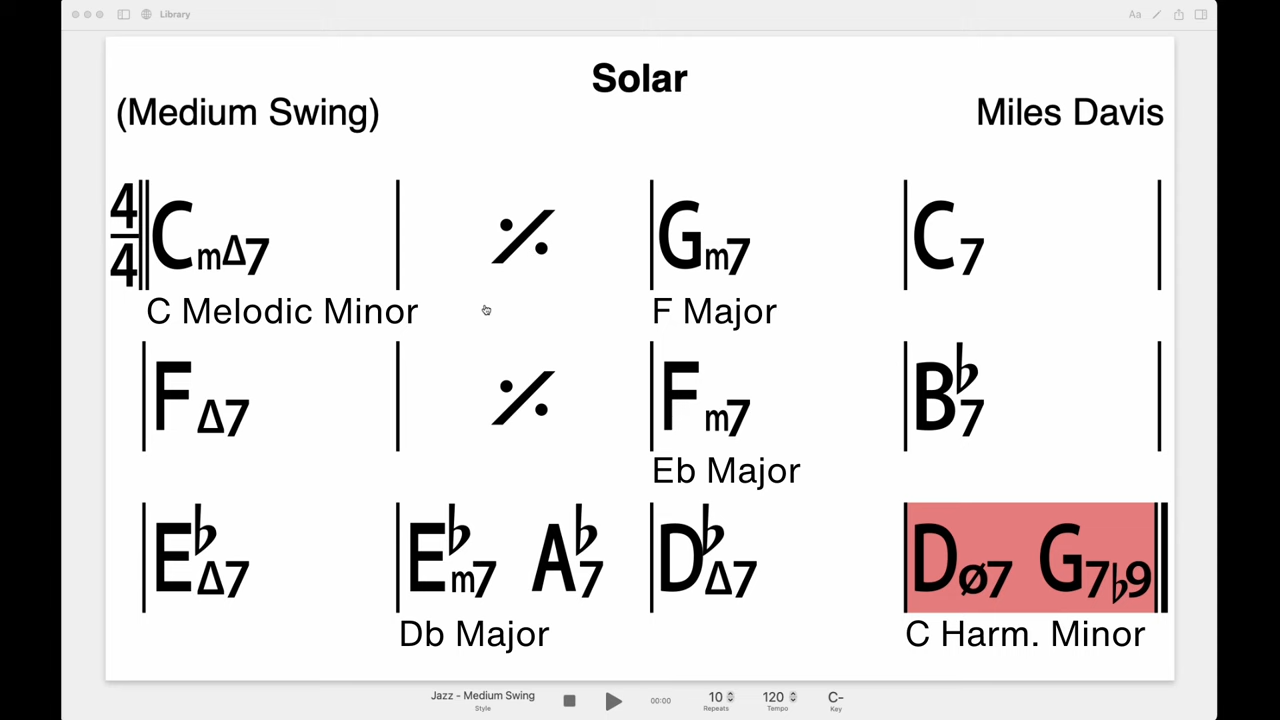 Library
Aa
Solar
(Medium Swing)
Miles Davis
4/4 CmΔ7 | 𝄎 | Gm7 | C7
C Melodic Minor
F Major
FΔ7 | 𝄎 | Fm7 | B♭7
Eb Major
E♭Δ7 | E♭m7 A♭7 | D♭Δ7 | Dø7 G7♭9
Db Major
C Harm. Minor
Jazz - Medium Swing
Style
00:00
10
Repeats
120
Tempo
C-
Key